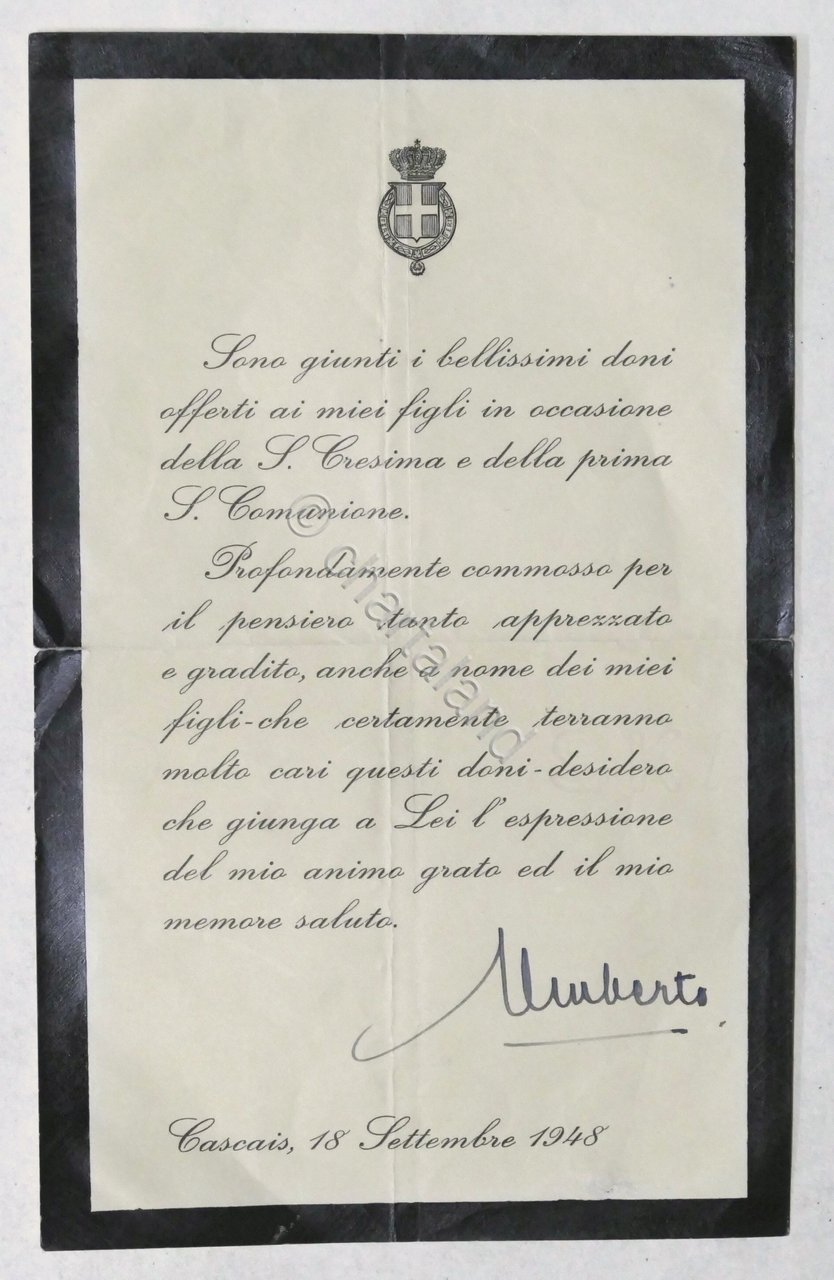 Sono giunti i bellissimi doni
offerti ai miei figli in occasione
della S. Cresima e della prima
S. Comunione.
Profondamente commosso per
il pensiero tanto apprezzato
e gradito, anche a nome dei miei
figli-che certamente terranno
molto cari questi doni-desidero
che giunga a Lei l'espressione
del mio animo grato ed il mio
memore saluto.
Umberto
Cascais, 18 Settembre 1948
© chartaland